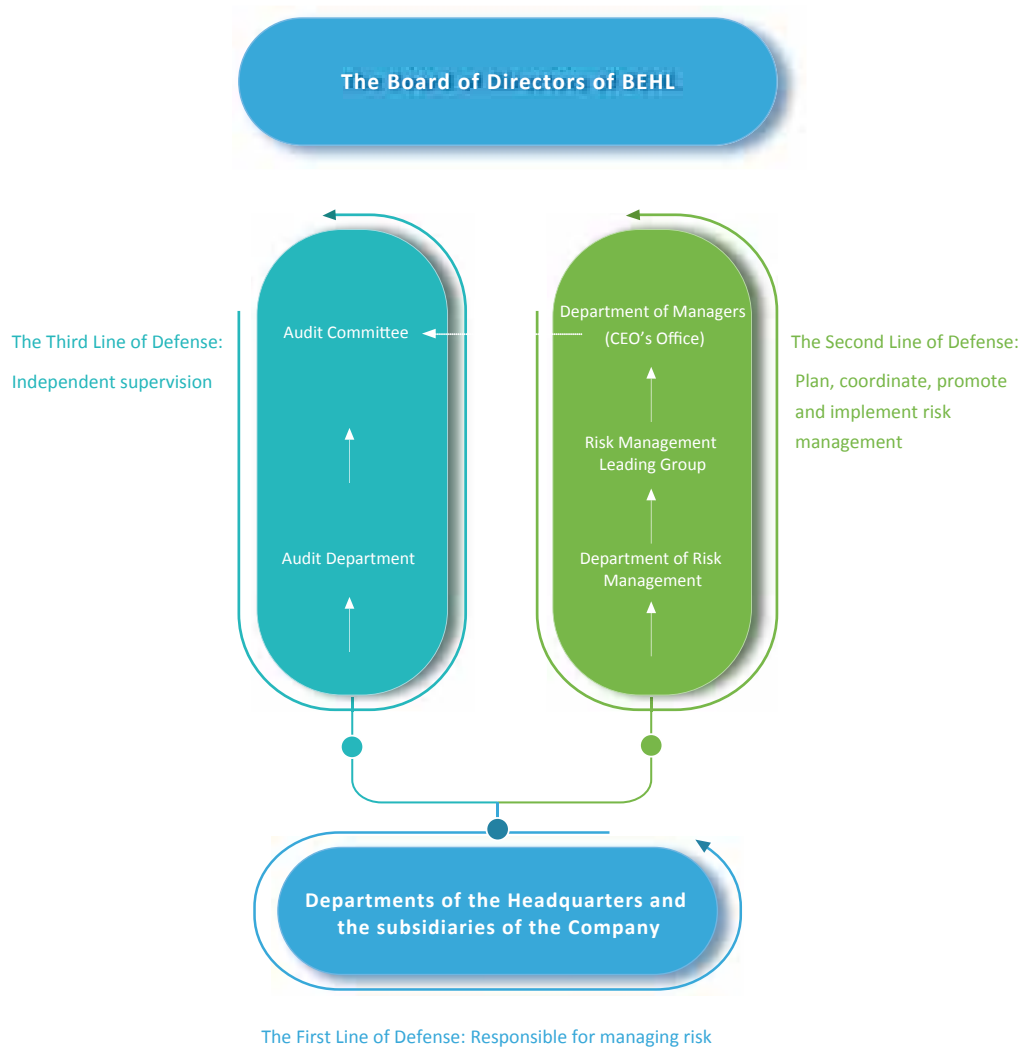 The Board of Directors of BEHL
The Third Line of Defense:
Independent supervision
Audit Committee
Audit Department
Department of Managers
(CEO's Office)
Risk Management
Leading Group
Department of Risk
Management
The Second Line of Defense:
Plan, coordinate, promote
and implement risk
management
Departments of the Headquarters and
the subsidiaries of the Company
The First Line of Defense: Responsible for managing risk